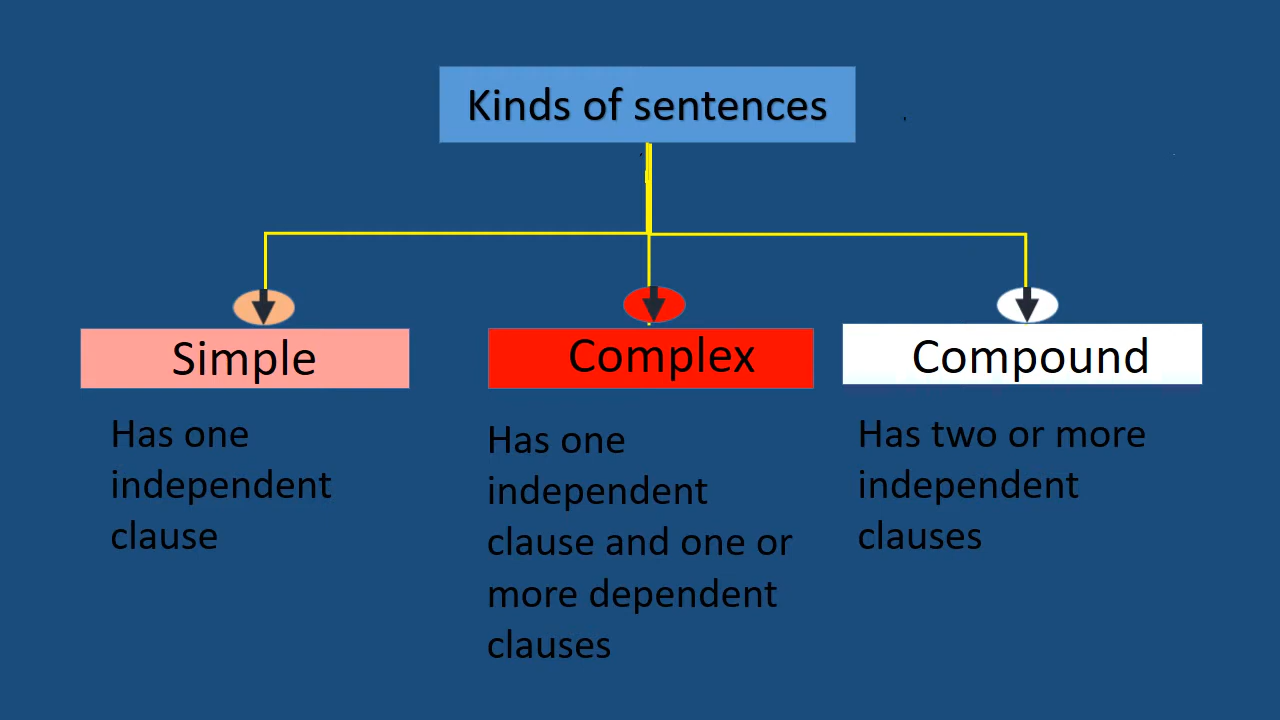 Kinds of sentences
Simple
Has one
independent
clause
Complex
Has one
independent
clause and one or
more dependent
clauses
Compound
Has two or more
independent
clauses